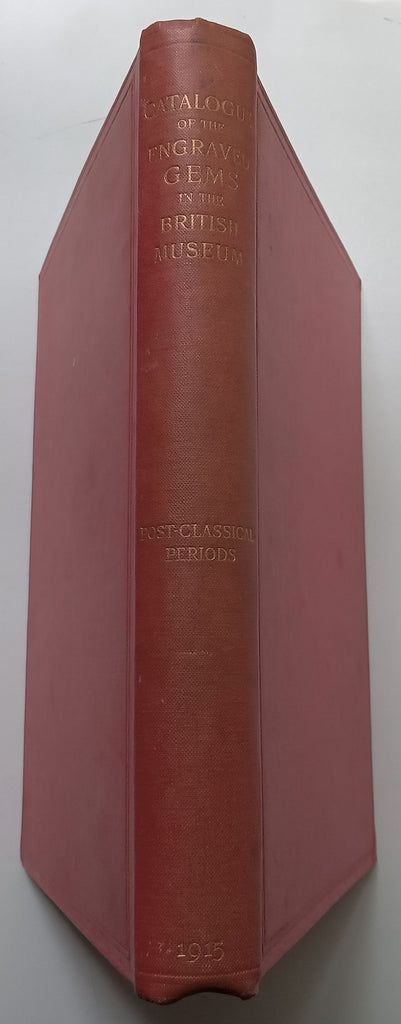 CATALOGUE
OF THE
ENGRAVED
GEMS
IN THE
BRITISH
MUSEUM
POST-CLASSICAL
PERIODS
1915